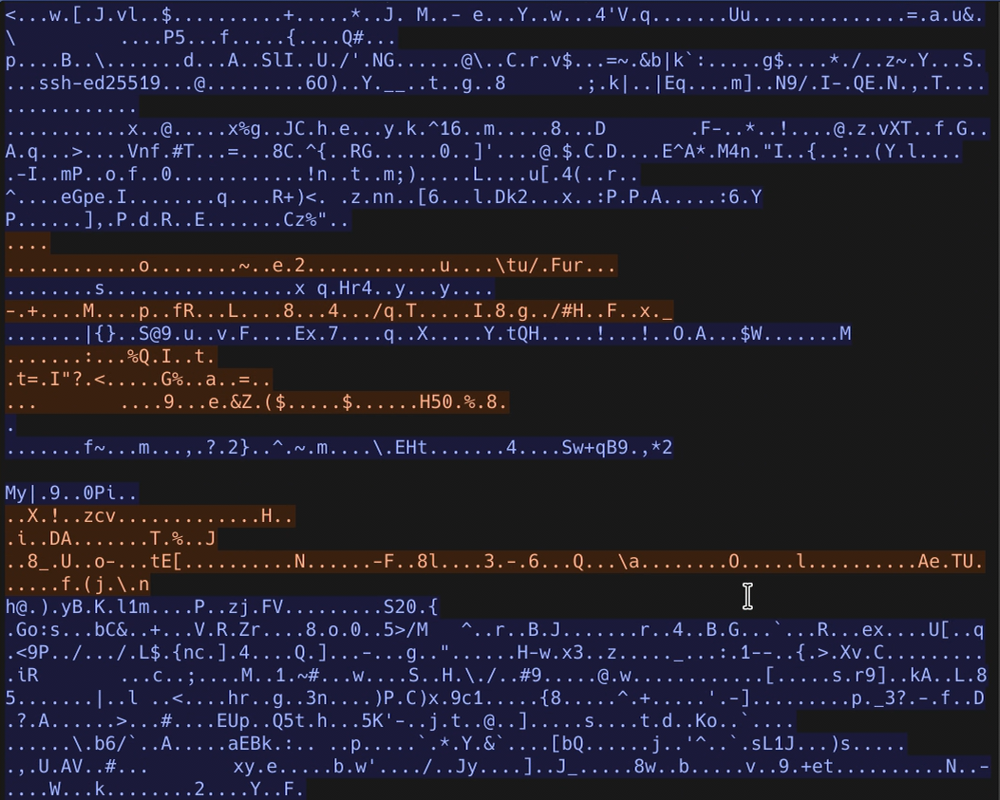 <...w.[.J.vl..$..........+.....*..J. M..- e...Y..w...4'V.q.......Uu.............=.a.u&.
\         ....P5...f.....{....Q#...
p....B..\.......d...A..SlI..U./'.NG......@\..C.r.v$...=~.&b|k`:.....g$....*./..z~.Y...S.
...ssh-ed25519...@.........6O)..Y.__..t..g..8       .;.k|..|Eq....m]..N9/.I-.QE.N.,.T....
............
...........x..@.....x%g..JC.h.e...y.k.^16..m.....8...D        .F-..*..!....@.z.vXT..f.G..
A.q...>....Vnf.#T...=...8C.^{..RG......0..]'....@.$.C.D....E^A*.M4n."I..{..:..(Y.l....
.-I..mP..o.f..0............!n..t..m;).....L....u[.4(..r..
^....eGpe.I........q....R+)<. .z.nn..[6...l.Dk2...x..:P.P.A.....:6.Y
P......],.P.d.R..E.......Cz%"..
....
............o........~..e.2............u....\tu/.Fur...
........s.................x q.Hr4..y...y....
-.+....M....p..fR...L....8...4.../q.T.....I.8.g../#H..F..x._
.......|{}..S@9.u..v.F....Ex.7....q..X.....Y.tQH.....!...!..O.A...$W.......M
.......:...%Q.I..t.
.t=.I"?.<.....G%..a..=..
...        ....9...e.&Z.($.....$......H50.%.8.
.
.......f~...m...,.?.2}..^.~.m....\.EHt.......4....Sw+qB9.,*2
My|.9..0Pi..
..X.!..zcv.............H..
.i..DA.......T.%..J
..8_.U..o-...tE[..........N......-F..8l....3.-.6...Q...\a........O.....l..........Ae.TU.
.....f.(j.\.n
h@.).yB.K.l1m....P..zj.FV.........S20.{
.Go:s...bC&..+...V.R.Zr....8.o.0..5>/M   ^..r..B.J.......r..4..B.G...`...R...ex....U[..q
.<9P../.../.L$.{nc.].4....Q.]...-...g.."......H-w.x3..z....._...:.1--..{.>.Xv.C.........
.iR        ...c..;....M..1.~#...w....S..H.\./..#9.....@.w............[.....s.r9]..kA..L.8
5.......|..l ..<....hr..g..3n....)P.C)x.9c1.....{8.....^.+.....'.-].........p._3?.-.f..D
.?.A......>...#....EUp..Q5t.h...5K'-..j.t..@..].....s....t.d..Ko..`....
......\.b6/`..A.....aEBk.:.. ..p.....`.*.Y.&`....[bQ......j..'^..`.sL1J...)s.....
.,.U.AV..#...        xy.e.....b.w'..../..Jy....]..J_.....8w..b.....v..9.+et..........N..-
....W...k........2....Y..F.